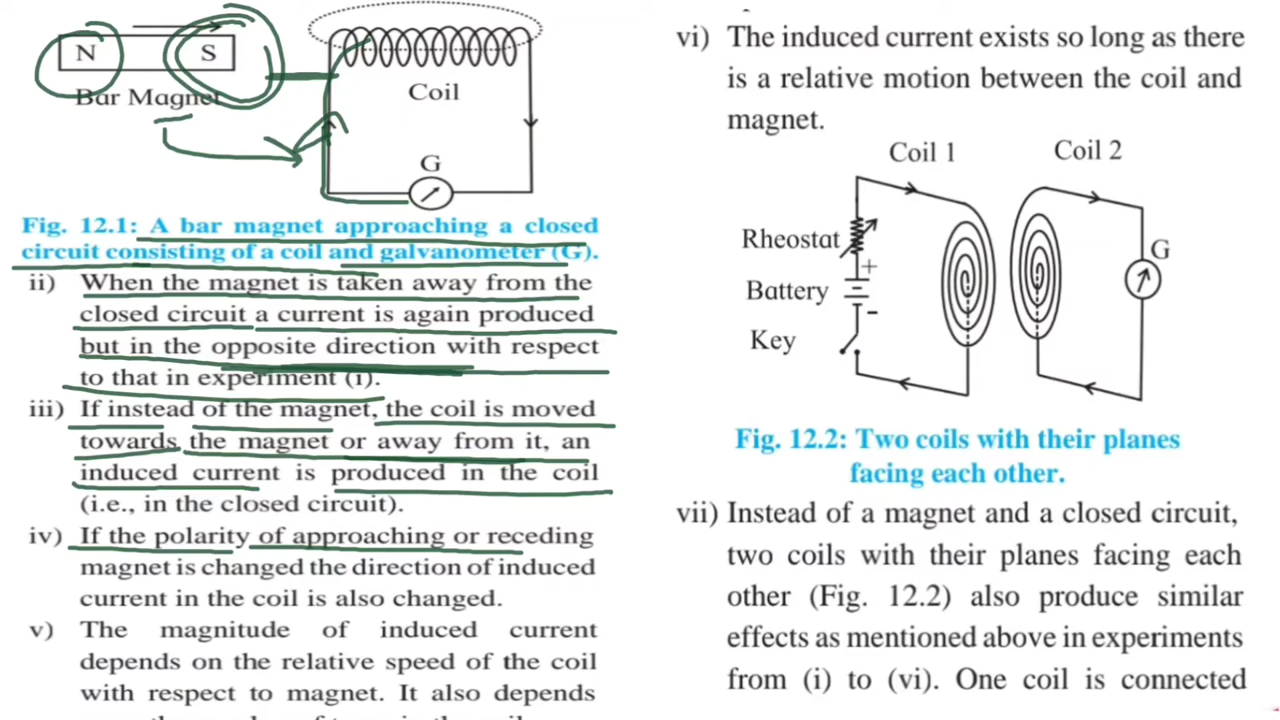 N
S
Bar Magnet
Coil
G
Fig. 12.1: A bar magnet approaching a closed
circuit consisting of a coil and galvanometer (G).
ii) When the magnet is taken away from the
closed circuit a current is again produced
but in the opposite direction with respect
to that in experiment (i).
iii) If instead of the magnet, the coil is moved
towards the magnet or away from it, an
induced current is produced in the coil
(i.e., in the closed circuit).
iv) If the polarity of approaching or receding
magnet is changed the direction of induced
current in the coil is also changed.
v) The magnitude of induced current
depends on the relative speed of the coil
with respect to magnet. It also depends
vi) The induced current exists so long as there
is a relative motion between the coil and
magnet.
Coil 1
Coil 2
Rheostat
+
Battery
-
Key
G
Fig. 12.2: Two coils with their planes
facing each other.
vii) Instead of a magnet and a closed circuit,
two coils with their planes facing each
other (Fig. 12.2) also produce similar
effects as mentioned above in experiments
from (i) to (vi). One coil is connected